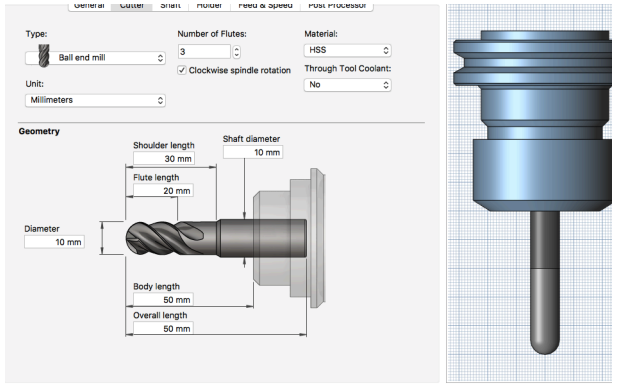 General Cutter Shaft Holder Feed & Speed Post Processor
Type:
Ball end mill
Number of Flutes:
3
Clockwise spindle rotation
Material:
HSS
Through Tool Coolant:
No
Unit:
Millimeters
Geometry
Shoulder length
30 mm
Shaft diameter
10 mm
Flute length
20 mm
Diameter
10 mm
Body length
50 mm
Overall length
50 mm